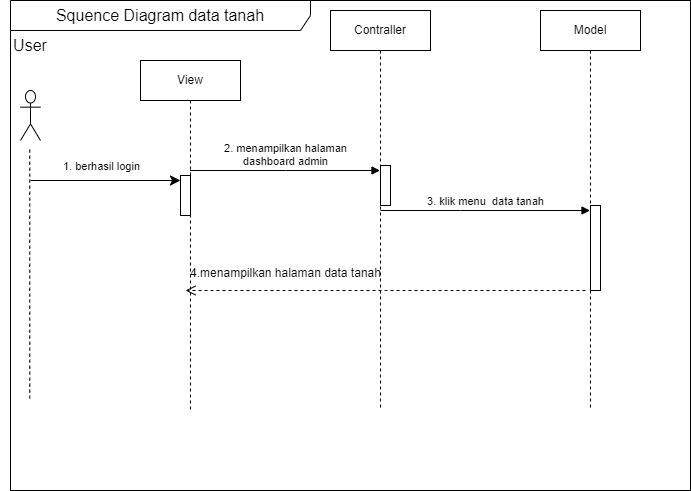 Squence Diagram data tanah
User
Contraller
Model
View
1. berhasil login
2. menampilkan halaman
dashboard admin
3. klik menu data tanah
4.menampilkan halaman data tanah